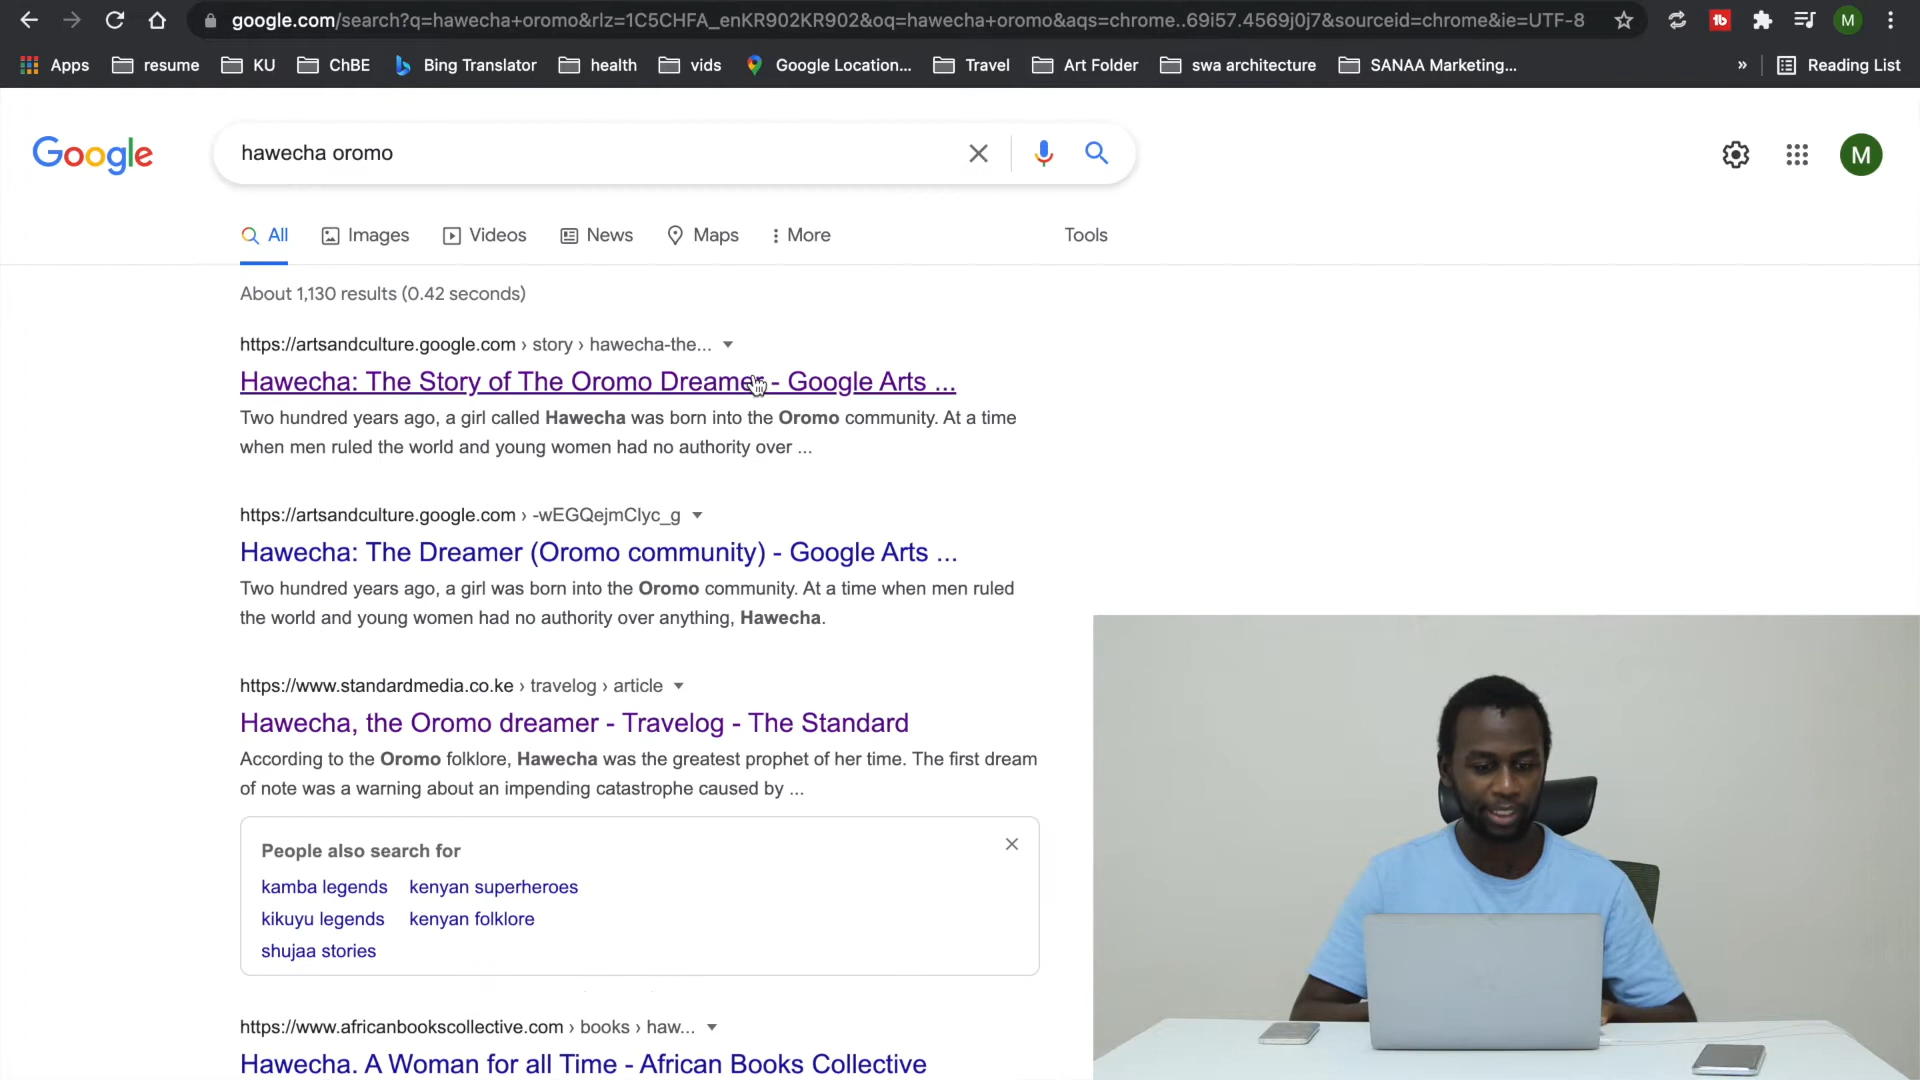 google.com/search?q=hawecha+oromo&rlz=1C5CHFA_enKR902KR902&oq=hawecha+oromo&aqs=chrome..69i57.4569j0j7&sourceid=chrome&ie=UTF-8
M
Apps resume KU ChBE Bing Translator health vids Google Location... Travel Art Folder swa architecture SANAA Marketing... » Reading List
Google hawecha oromo M
All Images Videos News Maps More Tools
About 1,130 results (0.42 seconds)
https://artsandculture.google.com › story › hawecha-the...
Hawecha: The Story of The Oromo Dreamer - Google Arts ...
Two hundred years ago, a girl called Hawecha was born into the Oromo community. At a time
when men ruled the world and young women had no authority over ...
https://artsandculture.google.com › -wEGQejmClyc_g
Hawecha: The Dreamer (Oromo community) - Google Arts ...
Two hundred years ago, a girl was born into the Oromo community. At a time when men ruled
the world and young women had no authority over anything, Hawecha.
https://www.standardmedia.co.ke › travelog › article
Hawecha, the Oromo dreamer - Travelog - The Standard
According to the Oromo folklore, Hawecha was the greatest prophet of her time. The first dream
of note was a warning about an impending catastrophe caused by ...
People also search for
kamba legends kenyan superheroes
kikuyu legends kenyan folklore
shujaa stories
https://www.africanbookscollective.com › books › haw...
Hawecha. A Woman for all Time - African Books Collective